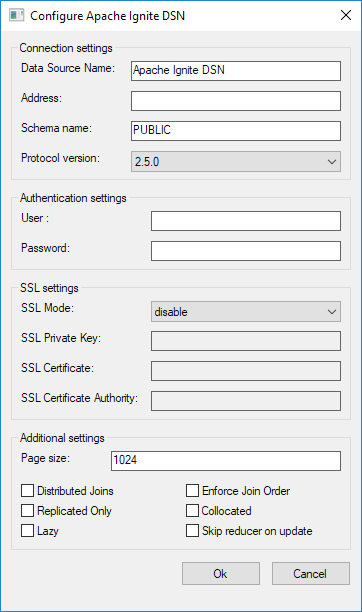 Configure Apache Ignite DSN
Connection settings
Data Source Name: Apache Ignite DSN
Address:
Schema name: PUBLIC
Protocol version: 2.5.0
Authentication settings
User :
Password:
SSL settings
SSL Mode: disable
SSL Private Key:
SSL Certificate:
SSL Certificate Authority:
Additional settings
Page size: 1024
Distributed Joins Enforce Join Order
Replicated Only Collocated
Lazy Skip reducer on update
Ok Cancel